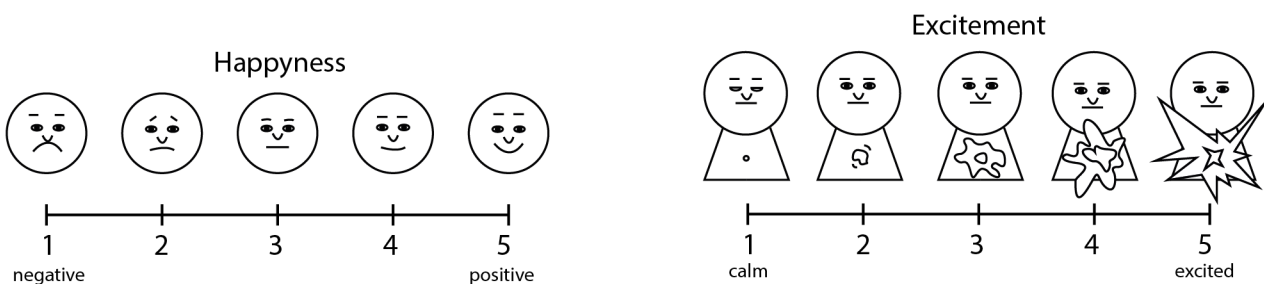 Happyness
1 2 3 4 5
negative positive
Excitement
1 2 3 4 5
calm excited